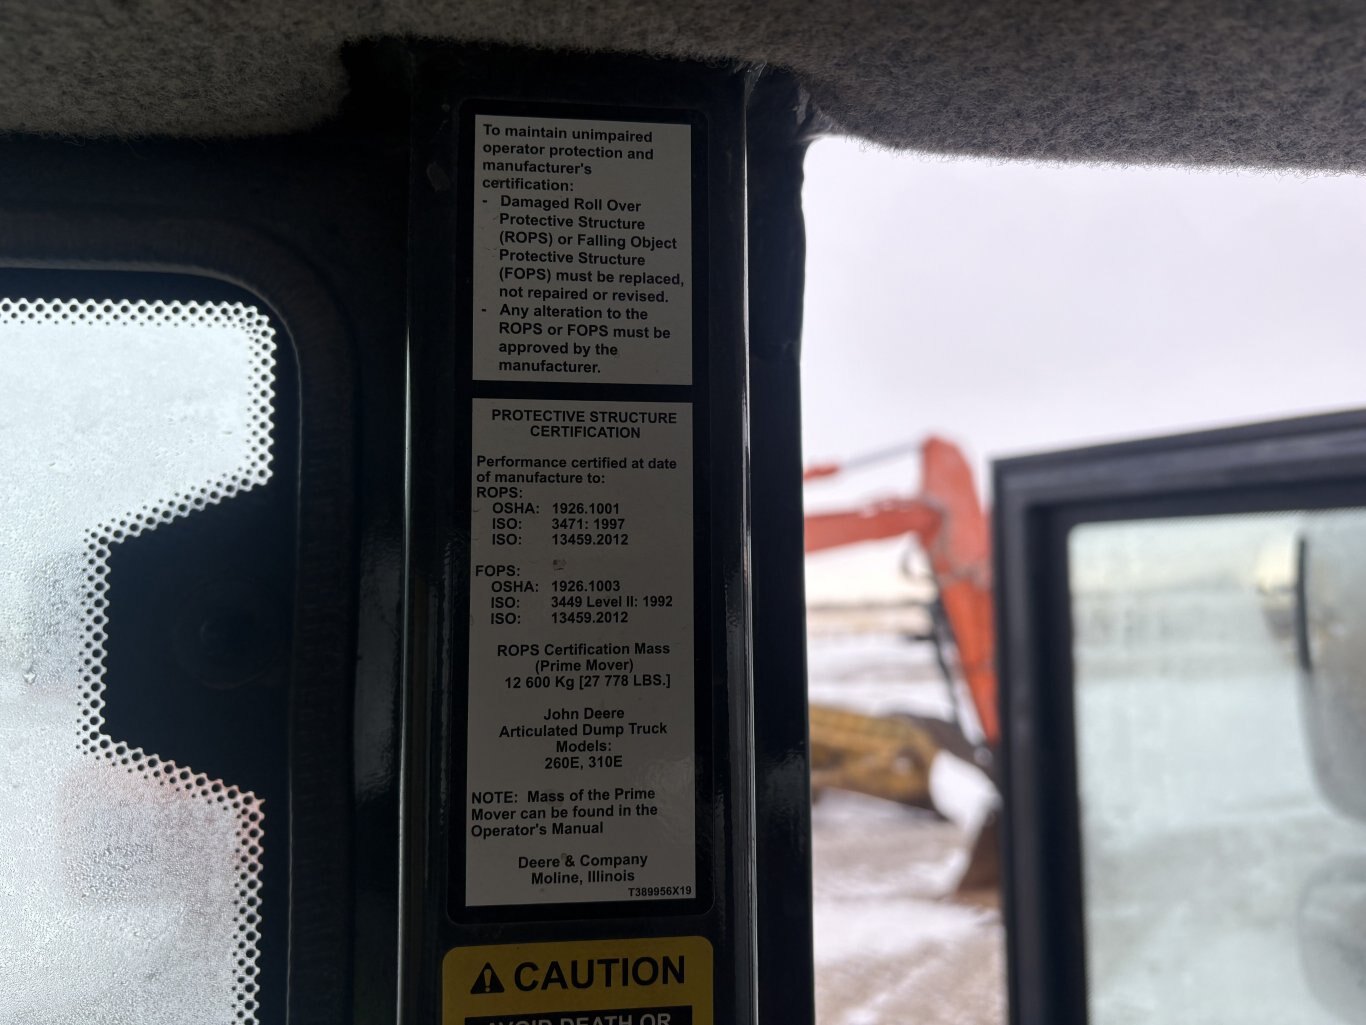 To maintain unimpaired
operator protection and
manufacturer's
certification:
- Damaged Roll Over
Protective Structure
(ROPS) or Falling Object
Protective Structure
(FOPS) must be replaced,
not repaired or revised.
- Any alteration to the
ROPS or FOPS must be
approved by the
manufacturer.
PROTECTIVE STRUCTURE
CERTIFICATION
Performance certified at date
of manufacture to:
ROPS:
OSHA: 1926.1001
ISO: 3471: 1997
ISO: 13459.2012
FOPS:
OSHA: 1926.1003
ISO: 3449 Level II: 1992
ISO: 13459.2012
ROPS Certification Mass
(Prime Mover)
12 600 Kg [27 778 LBS.]
John Deere
Articulated Dump Truck
Models:
260E, 310E
NOTE: Mass of the Prime
Mover can be found in the
Operator's Manual
Deere & Company
Moline, Illinois
T389956X19
CAUTION
AVOID DEATH OR